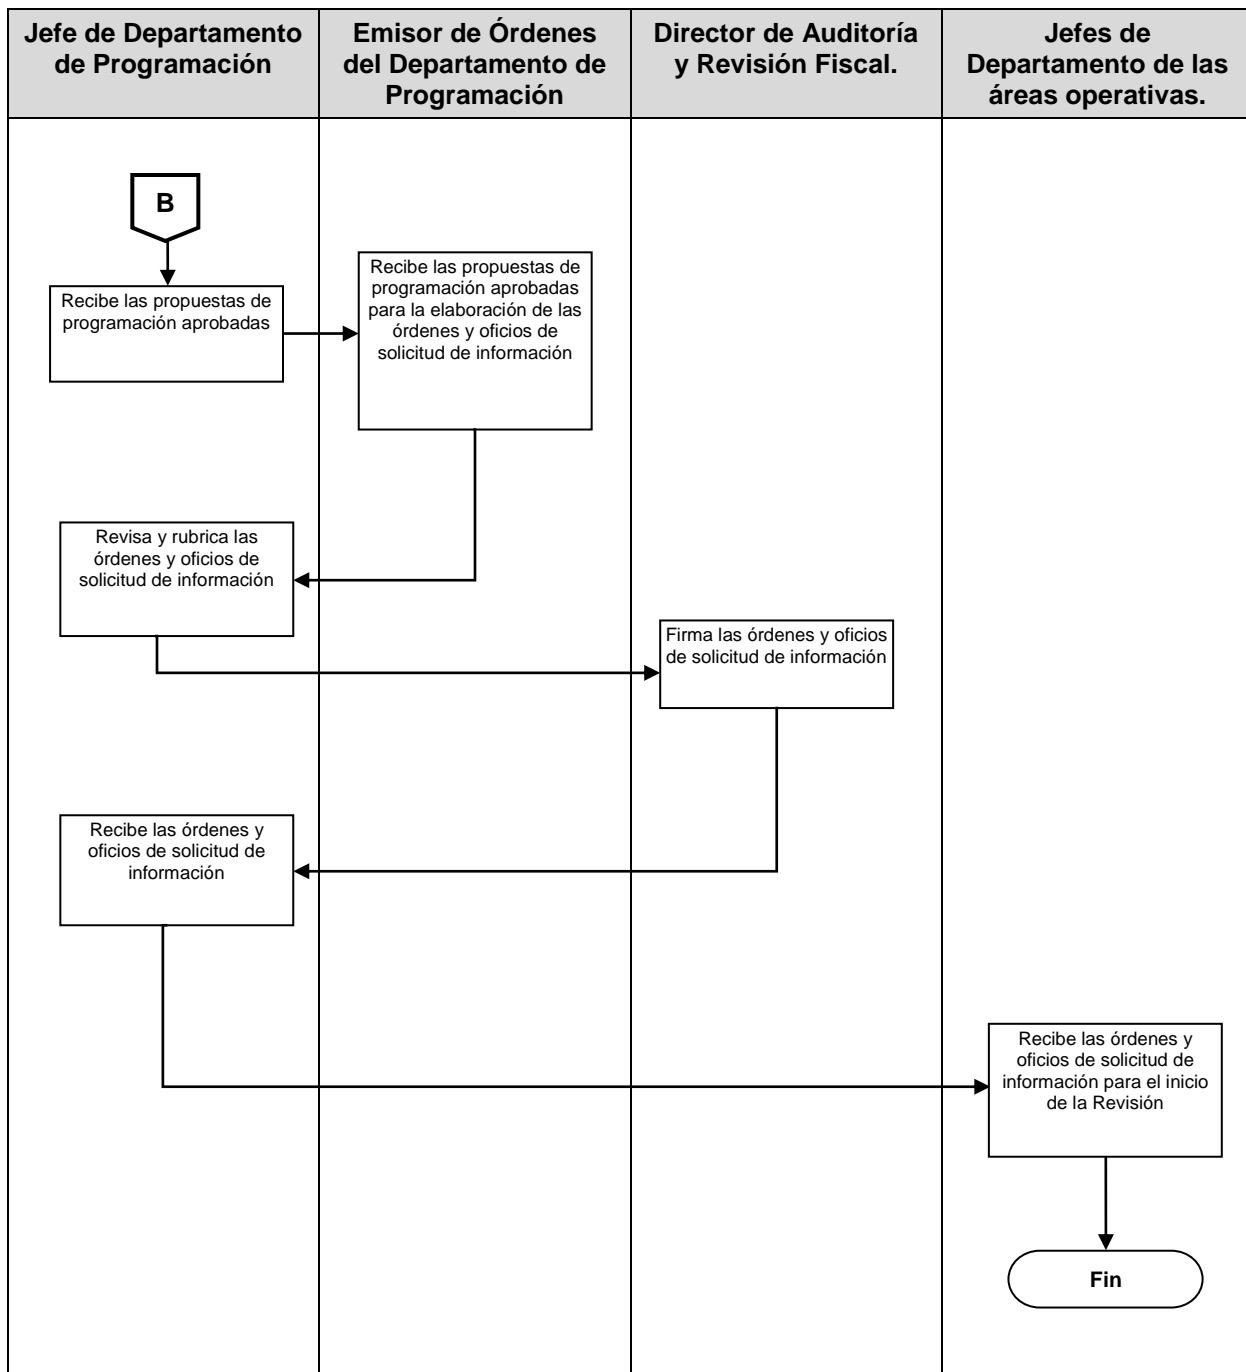 Jefe de Departamento
de Programación
Emisor de Órdenes
del Departamento de
Programación
Director de Auditoría
y Revisión Fiscal.
Jefes de
Departamento de las
áreas operativas.
B
Recibe las propuestas de
programación aprobadas
Recibe las propuestas de
programación aprobadas
para la elaboración de las
órdenes y oficios de
solicitud de información
Revisa y rubrica las
órdenes y oficios de
solicitud de información
Firma las órdenes y oficios
de solicitud de información
Recibe las órdenes y
oficios de solicitud de
información
Recibe las órdenes y
oficios de solicitud de
información para el inicio
de la Revisión
Fin